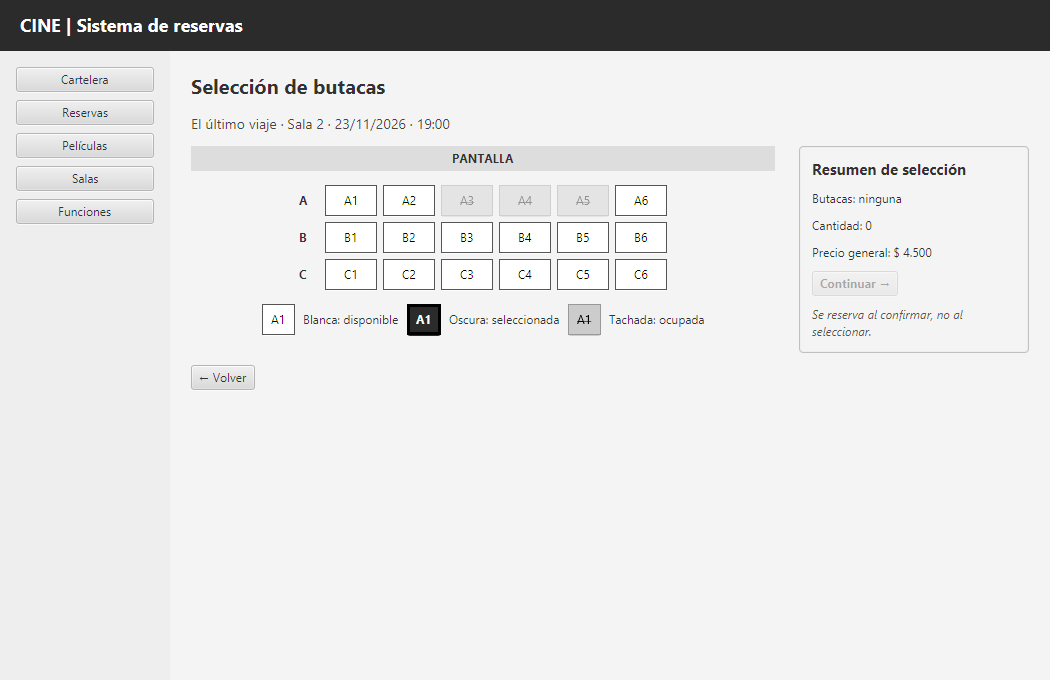 CINE | Sistema de reservas
Cartelera
Reservas
Películas
Salas
Funciones
Selección de butacas
El último viaje · Sala 2 · 23/11/2026 · 19:00
PANTALLA
A A1 A2 A3 A4 A5 A6
B B1 B2 B3 B4 B5 B6
C C1 C2 C3 C4 C5 C6
A1 Blanca: disponible A1 Oscura: seleccionada A1 Tachada: ocupada
← Volver
Resumen de selección
Butacas: ninguna
Cantidad: 0
Precio general: $ 4.500
Continuar →
Se reserva al confirmar, no al
seleccionar.